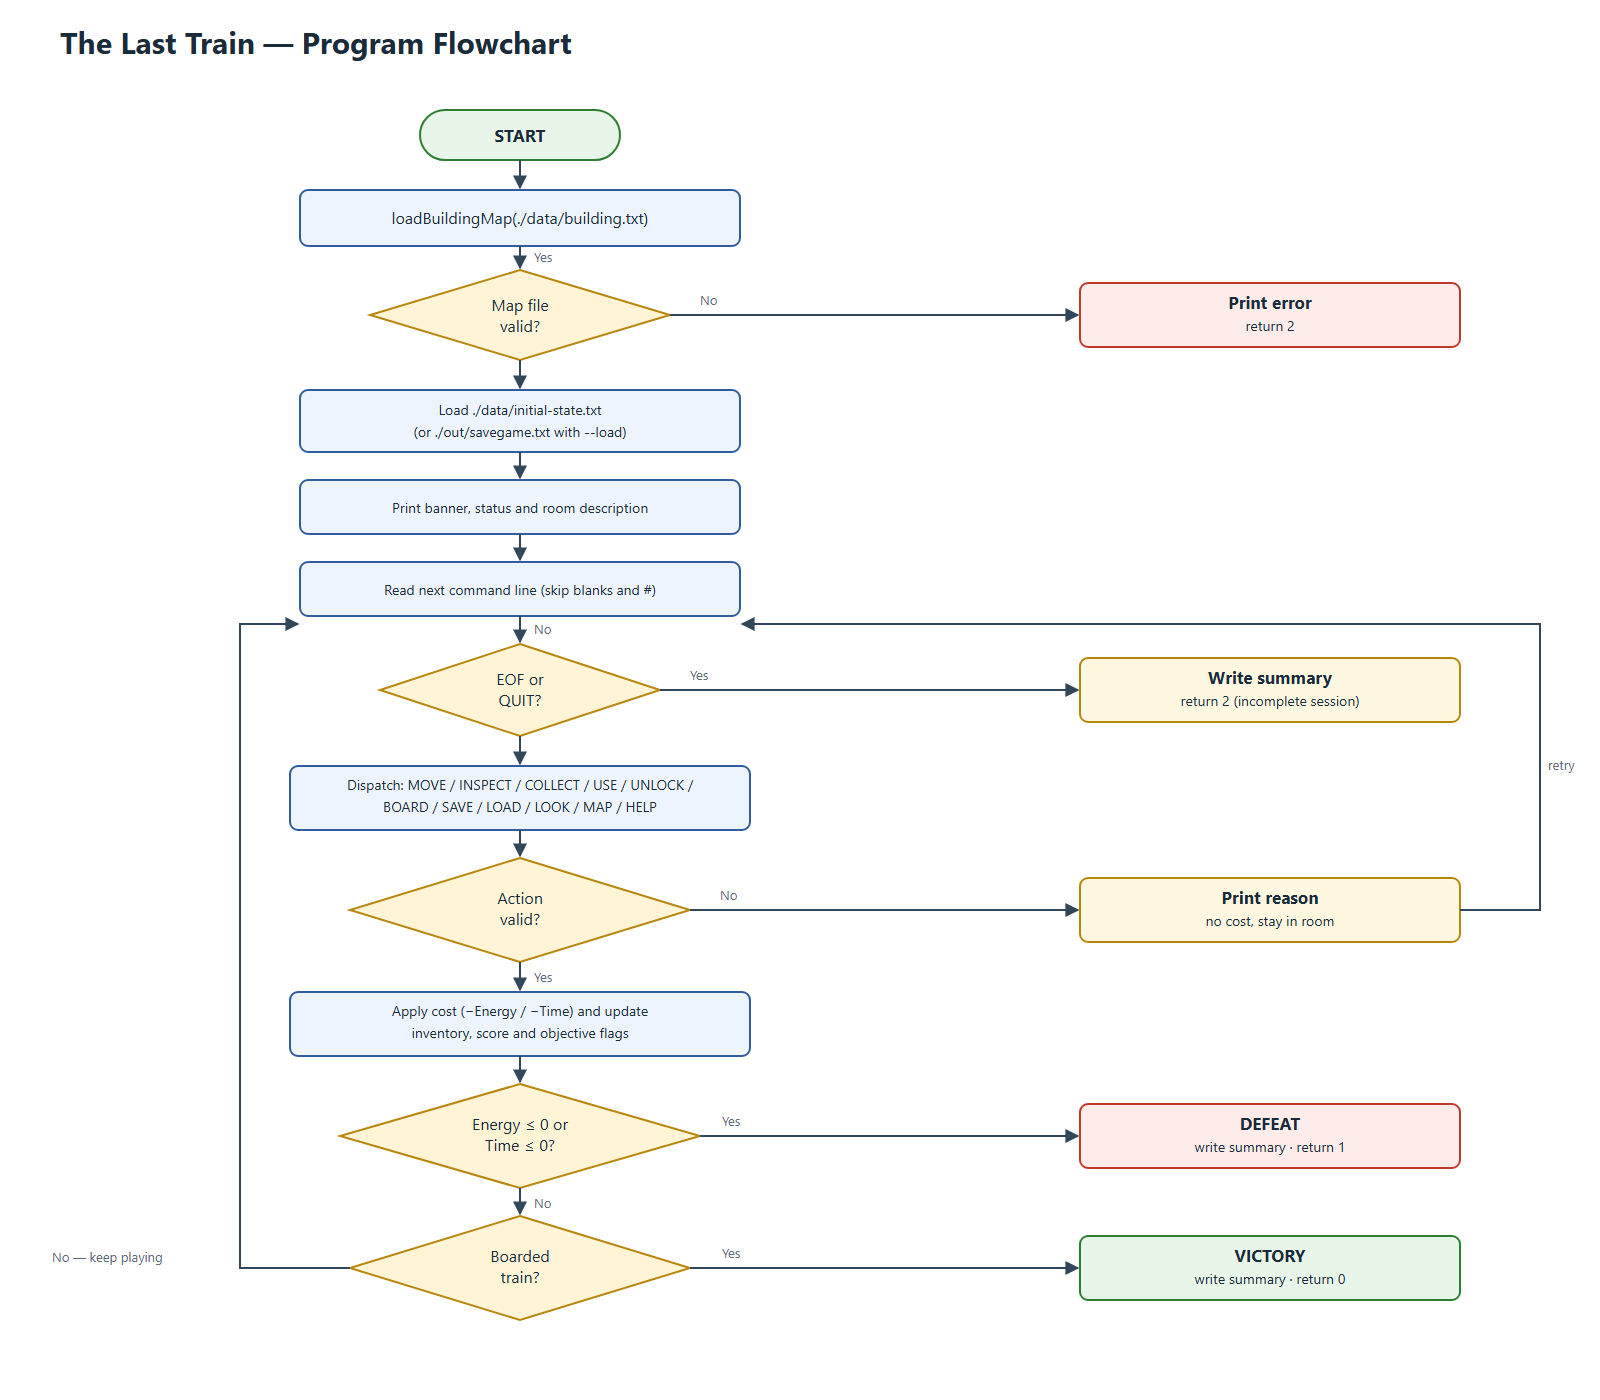 The Last Train — Program Flowchart
START
loadBuildingMap(./data/building.txt)
Yes
Map file
valid?
No
Print error
return 2
Load ./data/initial-state.txt
(or ./out/savegame.txt with --load)
Print banner, status and room description
Read next command line (skip blanks and #)
No
EOF or
QUIT?
Yes
Write summary
return 2 (incomplete session)
retry
Dispatch: MOVE / INSPECT / COLLECT / USE / UNLOCK /
BOARD / SAVE / LOAD / LOOK / MAP / HELP
Action
valid?
No
Print reason
no cost, stay in room
Yes
Apply cost (−Energy / −Time) and update
inventory, score and objective flags
Energy ≤ 0 or
Time ≤ 0?
Yes
DEFEAT
write summary · return 1
No
No — keep playing
Boarded
train?
Yes
VICTORY
write summary · return 0